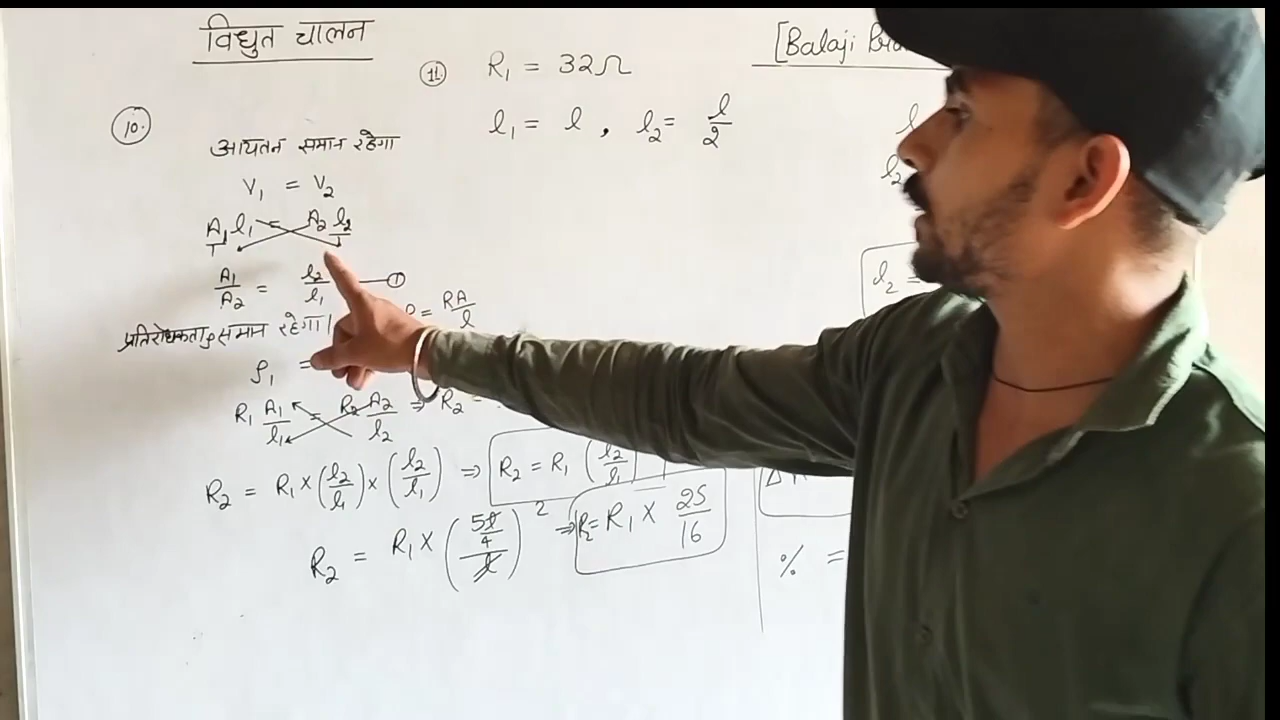 विद्युत चालन
[Balaji
10.
आयतन समान रहेगा
V₁ = V₂
A₁l₁ = A₂l₂
A₁/A₂ = l₂/l₁ —①
प्रतिरोधकता समान रहेगा।
= RA/l
ρ₁ =
R₁ A₁/l₁ = R₂ A₂/l₂ ⇒ R₂ =
R₂ = R₁ × (l₂/l₁) × (l₂/l₁) ⇒ R₂ = R₁ (l₂/l₁)
R₂ = R₁ × (5l/4/l)² ⇒ R₂ = R₁ × 25/16
11. R₁ = 32Ω
l₁ = l , l₂ = l/2
l
l₂
l₂ =
Δ
% =